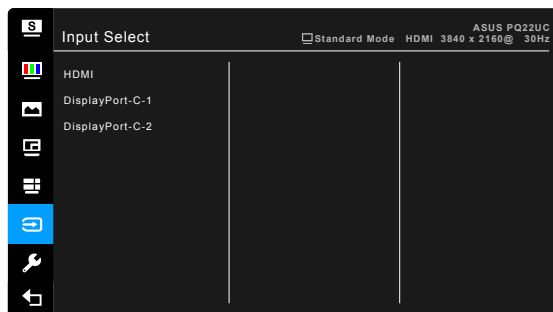 S
ASUS PQ22UC
Input Select
Standard Mode HDMI 3840 x 2160@ 30Hz
HDMI
DisplayPort-C-1
DisplayPort-C-2